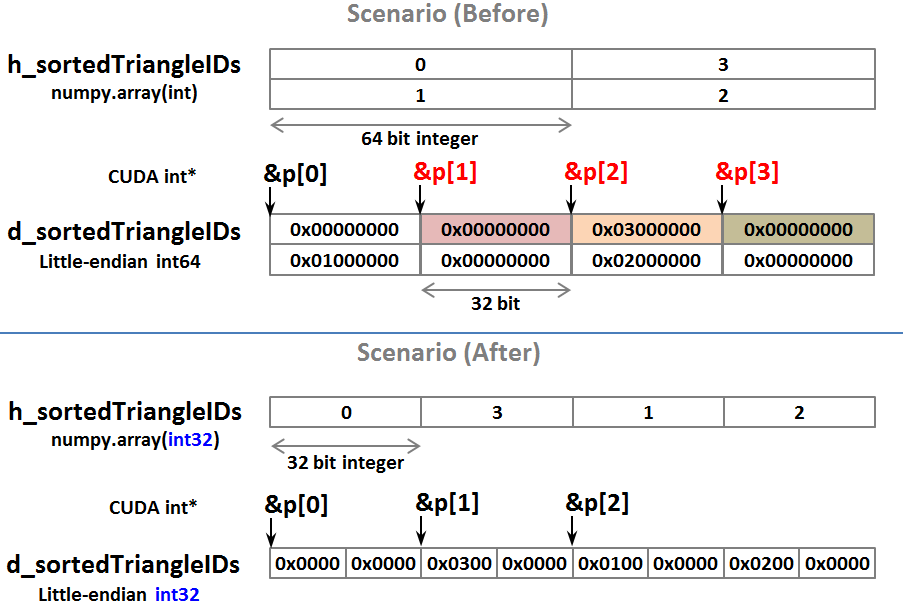 Scenario (Before)
h_sortedTriangleIDs
numpy.array(int)
0 3
1 2
64 bit integer
CUDA int*
&p[0] &p[1] &p[2] &p[3]
d_sortedTriangleIDs
Little-endian int64
0x00000000 0x00000000 0x03000000 0x00000000
0x01000000 0x00000000 0x02000000 0x00000000
32 bit
Scenario (After)
h_sortedTriangleIDs
numpy.array(int32)
0 3 1 2
32 bit integer
CUDA int*
&p[0] &p[1] &p[2]
d_sortedTriangleIDs
Little-endian int32
0x0000 0x0000 0x0300 0x0000 0x0100 0x0000 0x0200 0x0000